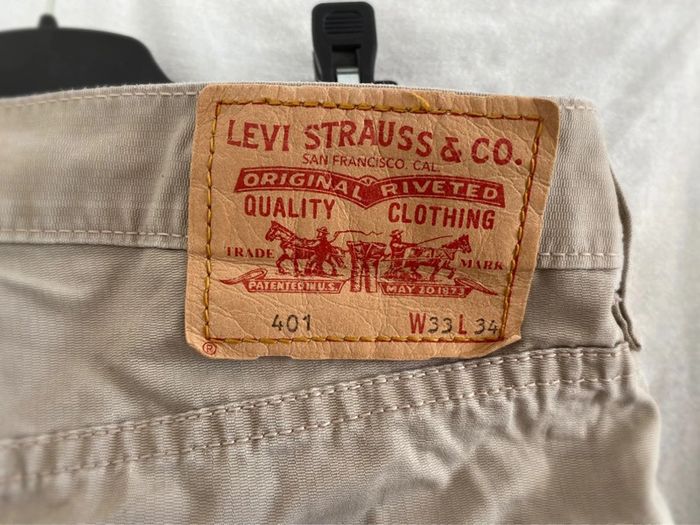 LEVI STRAUSS & CO.
SAN FRANCISCO, CAL.
ORIGINAL RIVETED
QUALITY CLOTHING
TRADE MARK
PATENTED IN U.S. MAY 20 1873
401 W33 L 34
®